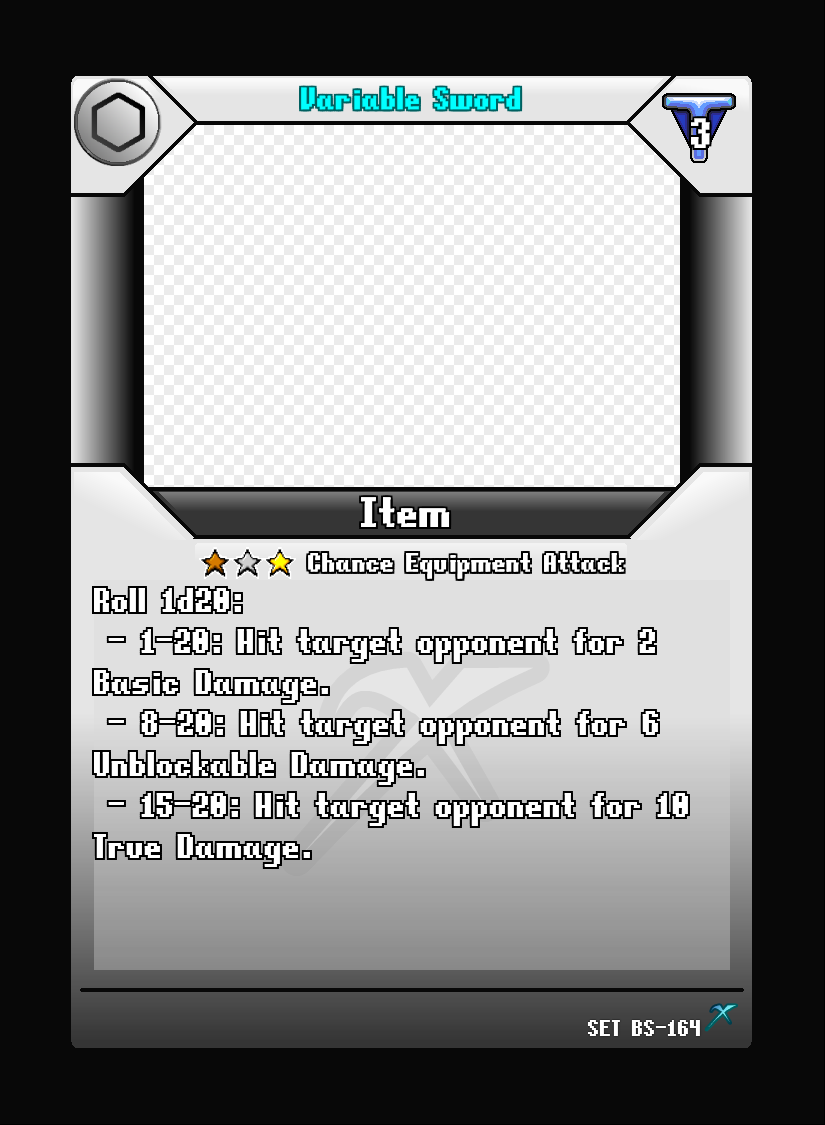 Variable Sword
3
Item
Chance Equipment Attack
Roll 1d20:
- 1-20: Hit target opponent for 2
Basic Damage.
- 8-20: Hit target opponent for 6
Unblockable Damage.
- 15-20: Hit target opponent for 10
True Damage.
SET BS-164